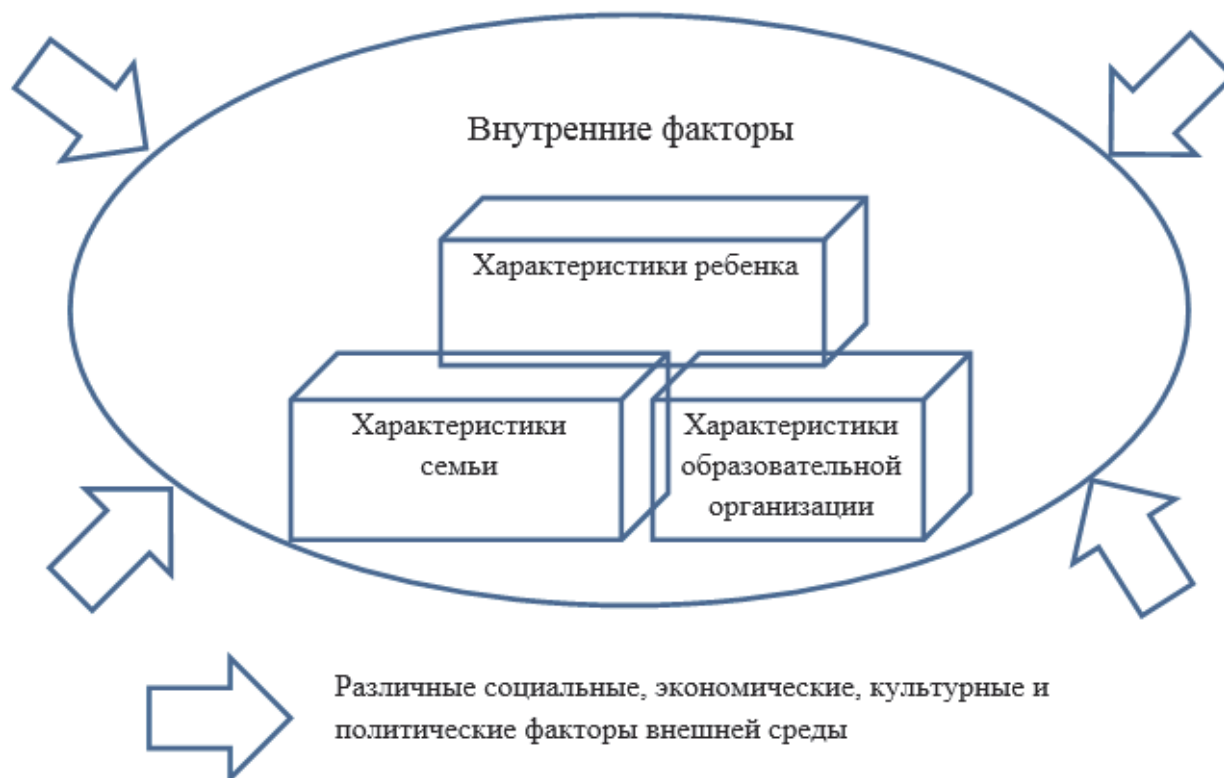 Внутренние факторы
Характеристики ребенка
Характеристики
семьи
Характеристики
образовательной
организации
Различные социальные, экономические, культурные и
политические факторы внешней среды